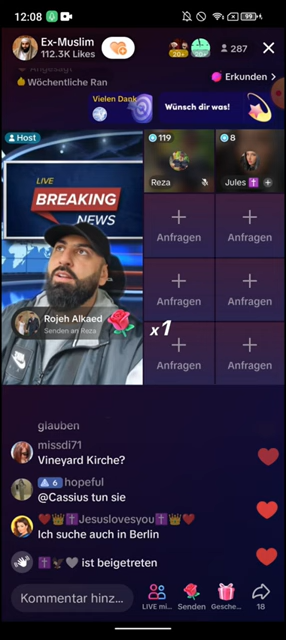 12:08
99
Ex-Muslim
112.3K Likes
20+
20+
287
Wöchentliche Ran
Erkunden >
Vielen Dank
Wünsch dir was!
Host
119
8
LIVE
BREAKING
NEWS
Reza
Jules ✝️
Anfragen
Anfragen
Anfragen
Anfragen
x1
Anfragen
Anfragen
Rojeh Alkaed
Senden an Reza
glauben
missdi71
Vineyard Kirche?
6 hopeful
@Cassius tun sie
❤️👑✝️Jesuslovesyou✝️👑❤️
Ich suche auch in Berlin
ist beigetreten
Kommentar hinz...
LIVE mi...
Senden
Gesche...
18